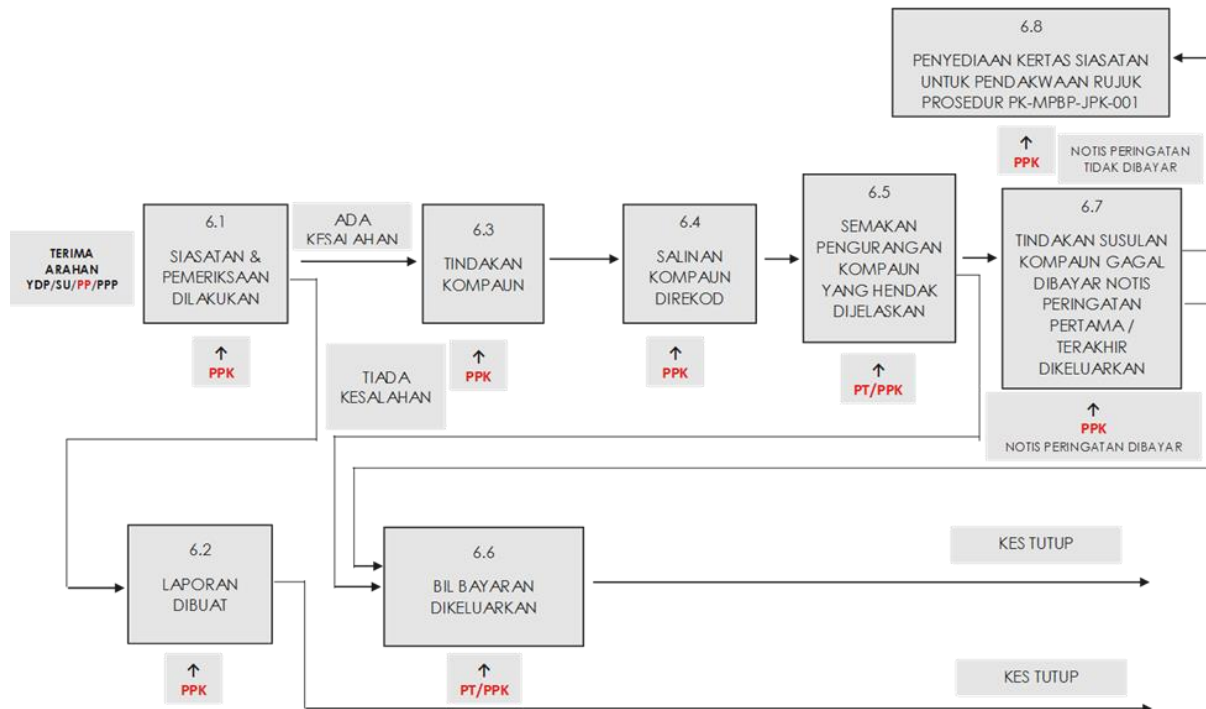 6.8
PENYEDIAAN KERTAS SIASATAN
UNTUK PENDAKWAAN RUJUK
PROSEDUR PK-MPBP-JPK-001
↑
PPK
NOTIS PERINGATAN
TIDAK DIBAYAR
TERIMA
ARAHAN
YDP/SU/PP/PPP
6.1
SIASATAN &
PEMERIKSAAN
DILAKUKAN
↑
PPK
ADA
KESALAHAN
TIADA
KESALAHAN
6.3
TINDAKAN
KOMPAUN
↑
PPK
6.4
SALINAN
KOMPAUN
DIREKOD
↑
PPK
6.5
SEMAKAN
PENGURANGAN
KOMPAUN
YANG HENDAK
DIJELASKAN
↑
PT/PPK
6.7
TINDAKAN SUSULAN
KOMPAUN GAGAL
DIBAYAR NOTIS
PERINGATAN
PERTAMA /
TERAKHIR
DIKELUARKAN
↑
PPK
NOTIS PERINGATAN DIBAYAR
6.2
LAPORAN
DIBUAT
↑
PPK
6.6
BIL BAYARAN
DIKELUARKAN
↑
PT/PPK
KES TUTUP
KES TUTUP